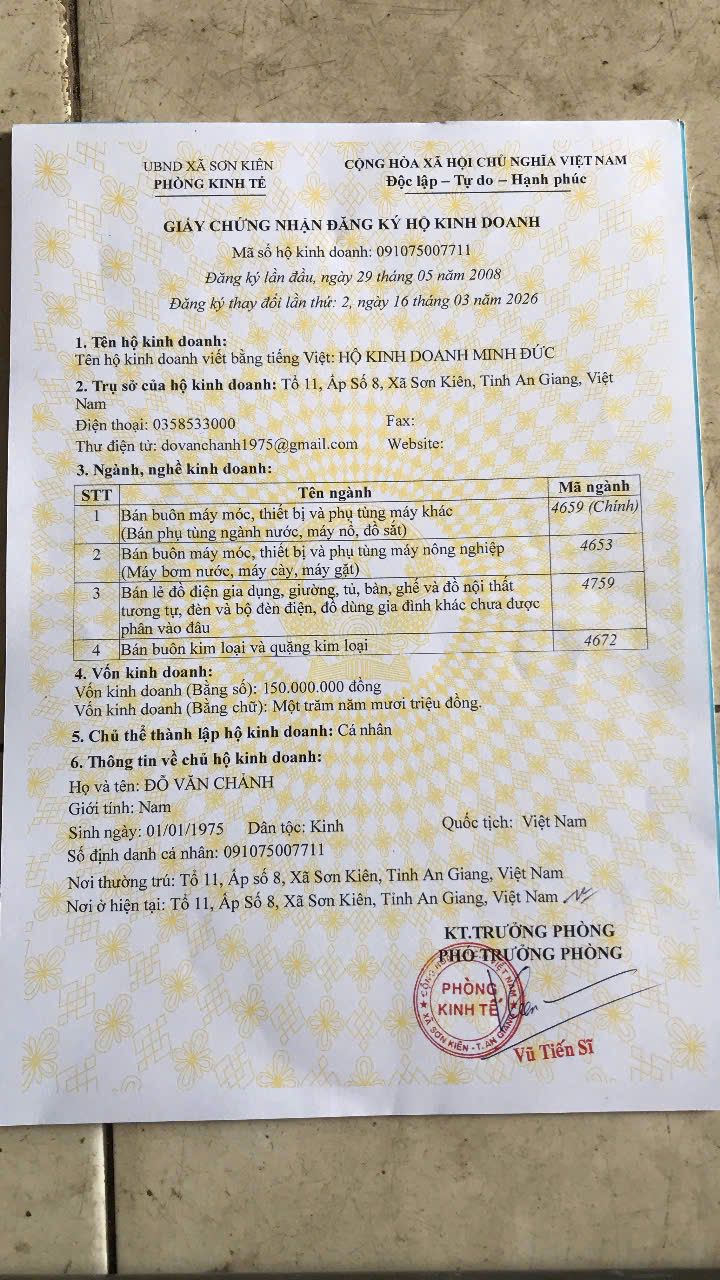 UBND XÃ SƠN KIÊN
PHÒNG KINH TẾ
CỘNG HÒA XÃ HỘI CHỦ NGHĨA VIỆT NAM
Độc lập – Tự do – Hạnh phúc
GIẤY CHỨNG NHẬN ĐĂNG KÝ HỘ KINH DOANH
Mã số hộ kinh doanh: 091075007711
Đăng ký lần đầu, ngày 29 tháng 05 năm 2008
Đăng ký thay đổi lần thứ: 2, ngày 16 tháng 03 năm 2026
1. Tên hộ kinh doanh:
Tên hộ kinh doanh viết bằng tiếng Việt: HỘ KINH DOANH MINH ĐỨC
2. Trụ sở của hộ kinh doanh: Tổ 11, Ấp Số 8, Xã Sơn Kiên, Tỉnh An Giang, Việt
Nam
Điện thoại: 0358533000 Fax:
Thư điện tử: dovanchanh1975@gmail.com Website:
3. Ngành, nghề kinh doanh:
STT Tên ngành Mã ngành
1 Bán buôn máy móc, thiết bị và phụ tùng máy khác 4659 (Chính)
(Bán phụ tùng ngành nước, máy nổ, đồ sắt)
2 Bán buôn máy móc, thiết bị và phụ tùng máy nông nghiệp 4653
(Máy bơm nước, máy cày, máy gặt)
3 Bán lẻ đồ điện gia dụng, giường, tủ, bàn, ghế và đồ nội thất 4759
tương tự, đèn và bộ đèn điện, đồ dùng gia đình khác chưa được
phân vào đâu
4 Bán buôn kim loại và quặng kim loại 4672
4. Vốn kinh doanh:
Vốn kinh doanh (Bằng số): 150.000.000 đồng
Vốn kinh doanh (Bằng chữ): Một trăm năm mươi triệu đồng.
5. Chủ thể thành lập hộ kinh doanh: Cá nhân
6. Thông tin về chủ hộ kinh doanh:
Họ và tên: ĐỖ VĂN CHẢNH
Giới tính: Nam
Sinh ngày: 01/01/1975 Dân tộc: Kinh Quốc tịch: Việt Nam
Số định danh cá nhân: 091075007711
Nơi thường trú: Tổ 11, Ấp số 8, Xã Sơn Kiên, Tỉnh An Giang, Việt Nam
Nơi ở hiện tại: Tổ 11, Ấp Số 8, Xã Sơn Kiên, Tỉnh An Giang, Việt Nam
KT.TRƯỞNG PHÒNG
PHÓ TRƯỞNG PHÒNG
PHÒNG
KINH TẾ
XÃ SƠN KIÊN - T. AN GIANG
Vũ Tiến Sĩ